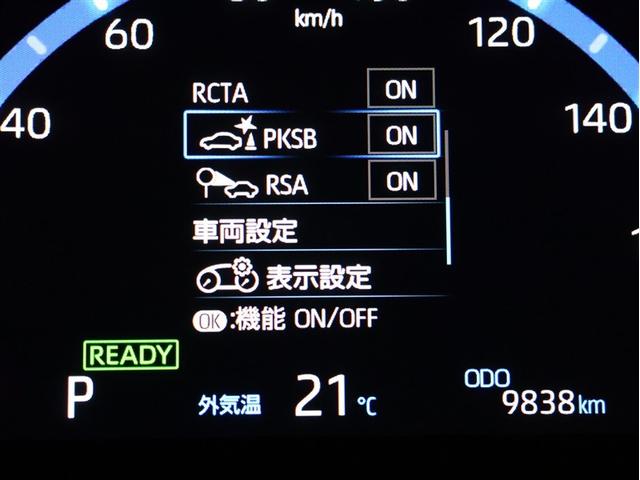 km/h
60
120
40
140
RCTA ON
PKSB ON
RSA ON
車両設定
表示設定
OK:機能 ON/OFF
READY
P
外気温 21℃
ODO
9838km